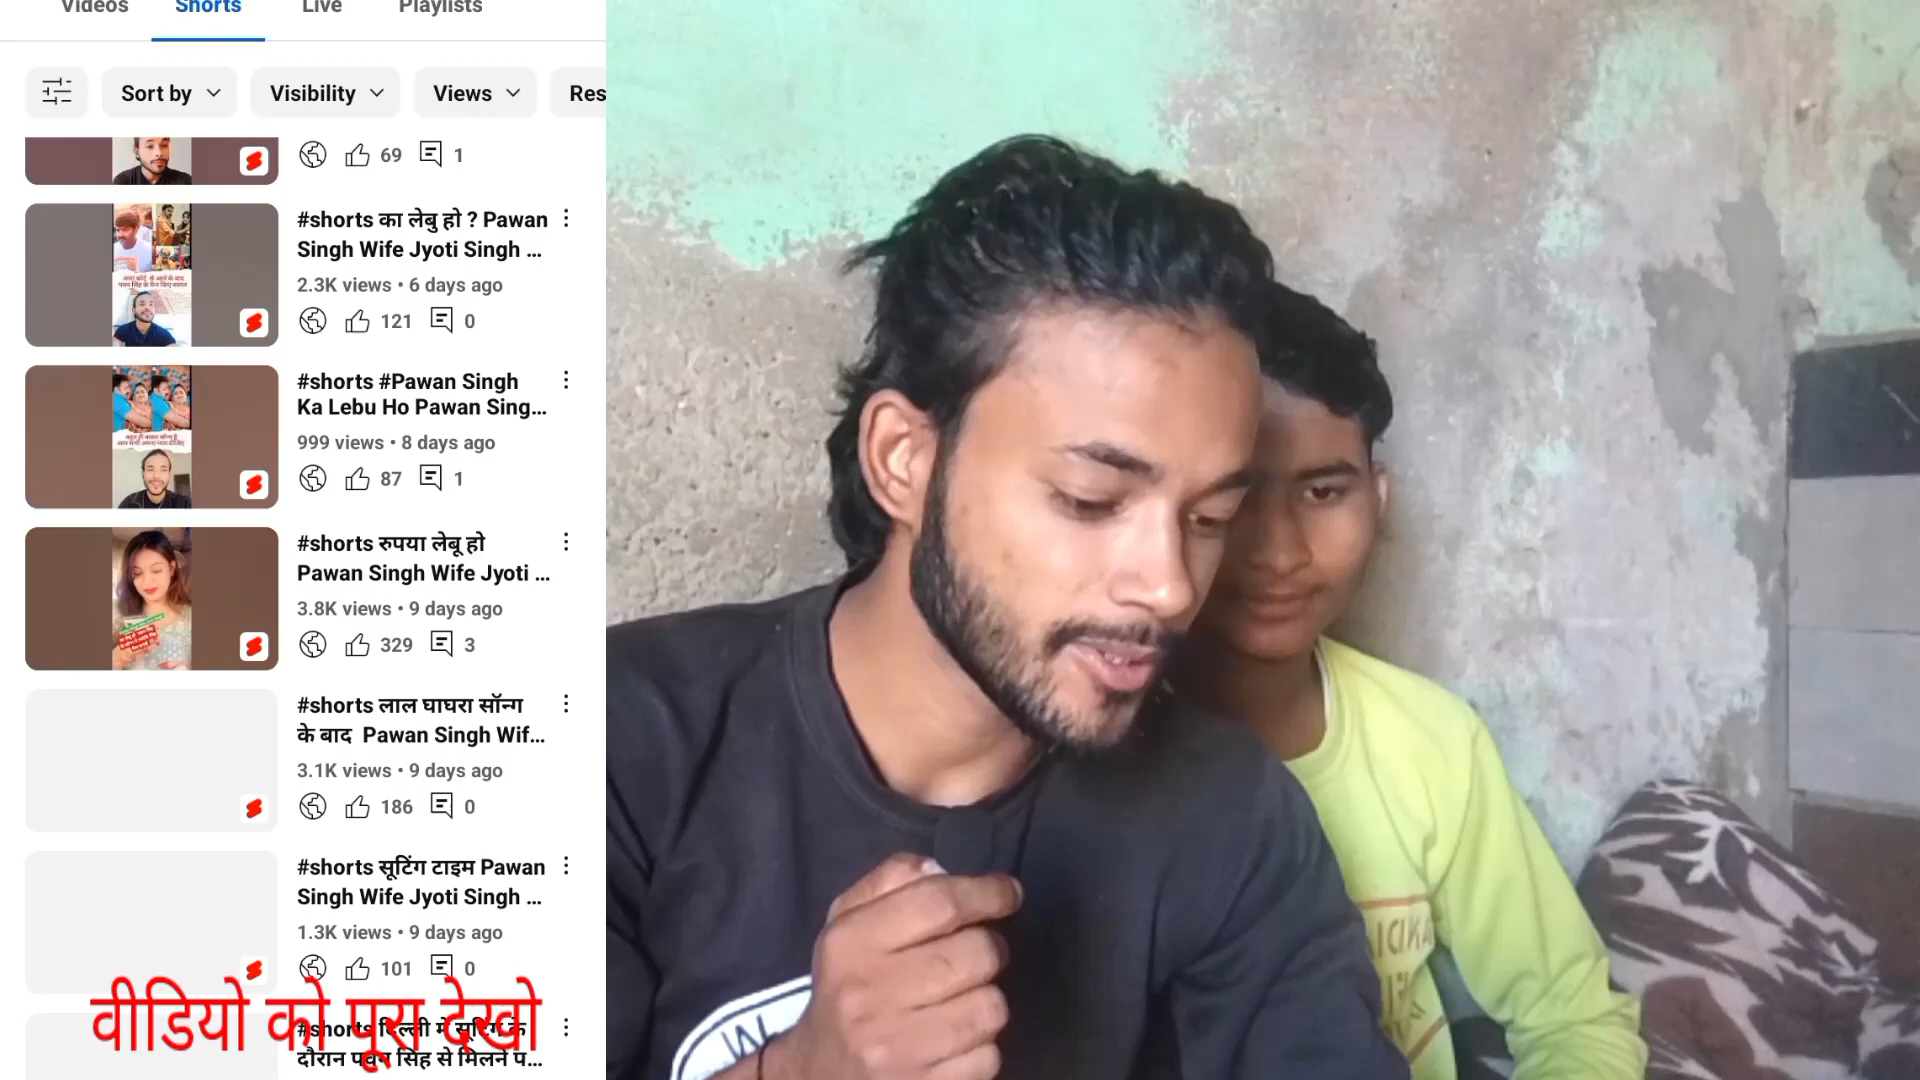 Videos
Shorts
Live
Playlists
Sort by
Visibility
Views
Res
69
1
#shorts का लेबु हो ? Pawan
Singh Wife Jyoti Singh ...
2.3K views • 6 days ago
121
0
#shorts #Pawan Singh
Ka Lebu Ho Pawan Sing...
999 views • 8 days ago
87
1
#shorts रुपया लेबू हो
Pawan Singh Wife Jyoti ...
3.8K views • 9 days ago
329
3
#shorts लाल घाघरा सॉन्ग
के बाद Pawan Singh Wif...
3.1K views • 9 days ago
186
0
#shorts सूटिंग टाइम Pawan
Singh Wife Jyoti Singh ...
1.3K views • 9 days ago
101
0
वीडियो को पूरा देखो
#shorts दिल्ली में सूटिंग के
दौरान पवन सिंह से मिलने प...